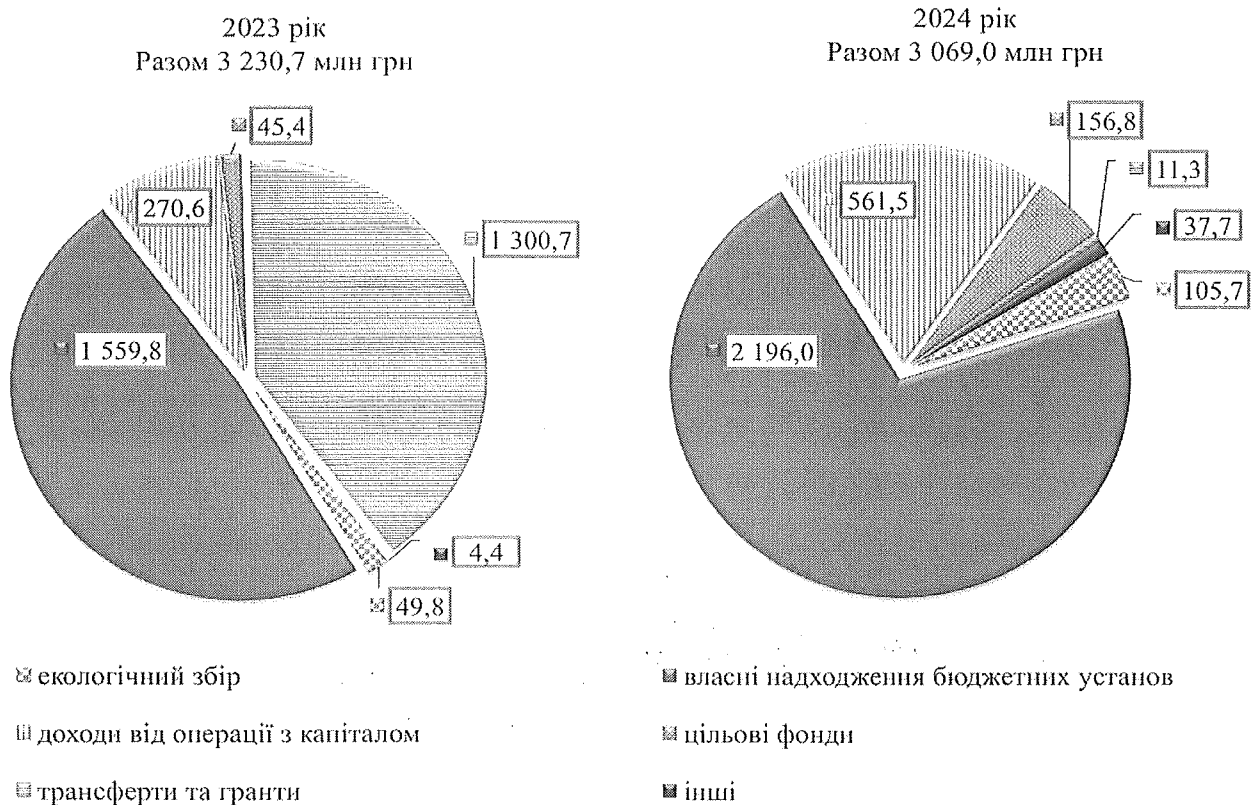 2023 рік
Разом 3 230,7 млн грн
45,4
270,6
1 300,7
1 559,8
4,4
49,8
2024 рік
Разом 3 069,0 млн грн
156,8
561,5
11,3
37,7
105,7
2 196,0
екологічний збір
власні надходження бюджетних установ
доходи від операції з капіталом
цільові фонди
трансферти та гранти
інші